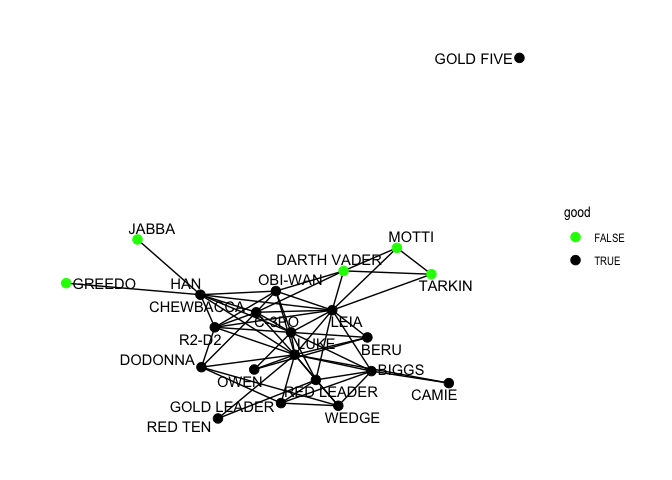 GOLD FIVE
good
JABBA
MOTTI
FALSE
TRUE
DARTH VADER
GREEDO
HAN
OBI-WAN
TARKIN
CHEWBACCA
C-3PO
LEIA
R2-D2
LUKE
BERU
DODONNA
BIGGS
OWEN
RED LEADER
CAMIE
GOLD LEADER
WEDGE
RED TEN